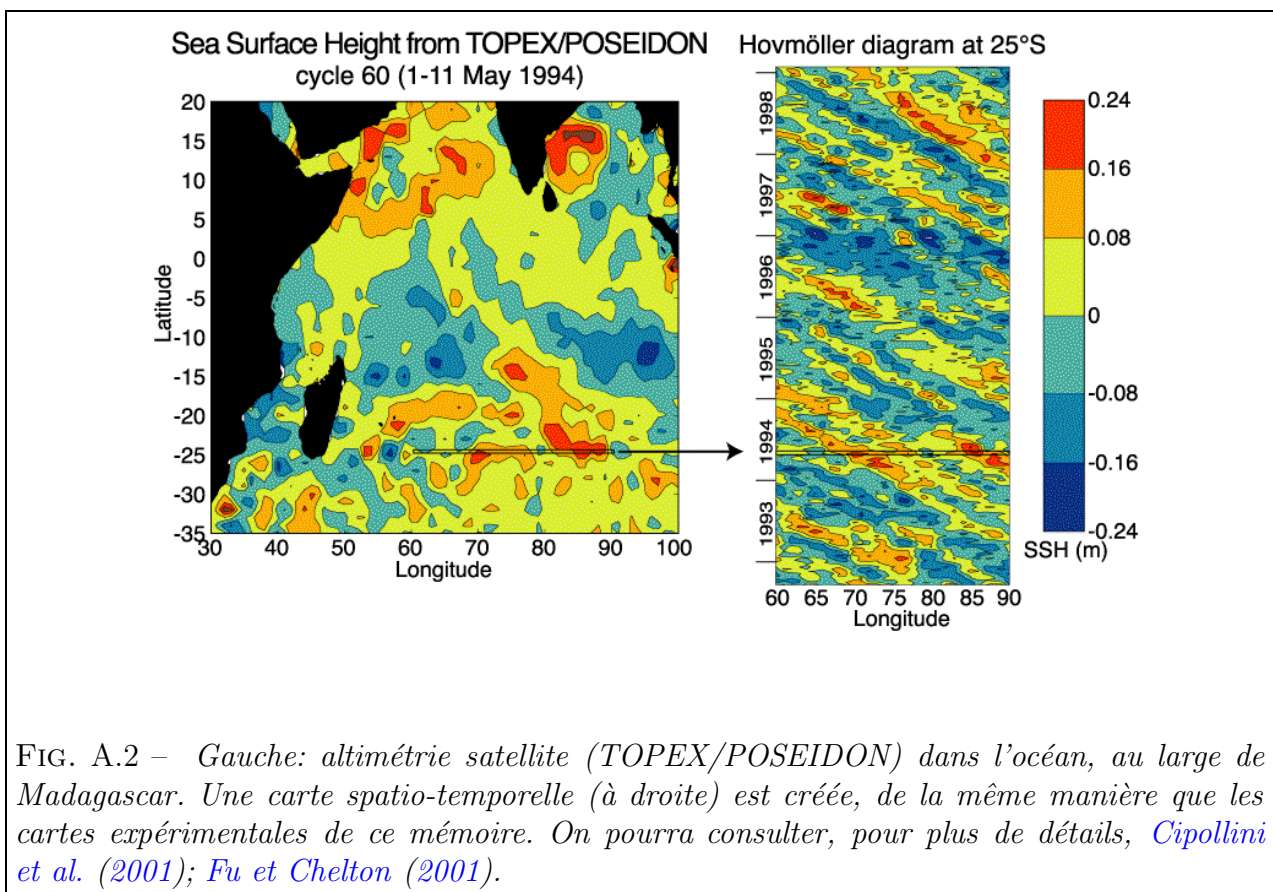 Sea Surface Height from TOPEX/POSEIDON
cycle 60 (1-11 May 1994)
Hovmöller diagram at 25°S
20
15
10
5
0
-5
-10
-15
-20
-25
-30
-35
Latitude
30 40 50 60 70 80 90 100
Longitude
1998
1997
1996
1995
1994
1993
60 65 70 75 80 85 90
Longitude
0.24
0.16
0.08
0
-0.08
-0.16
-0.24
SSH (m)
FIG. A.2 – Gauche: altimétrie satellite (TOPEX/POSEIDON) dans l'océan, au large de
Madagascar. Une carte spatio-temporelle (à droite) est créée, de la même manière que les
cartes expérimentales de ce mémoire. On pourra consulter, pour plus de détails, Cipollini
et al. (2001); Fu et Chelton (2001).